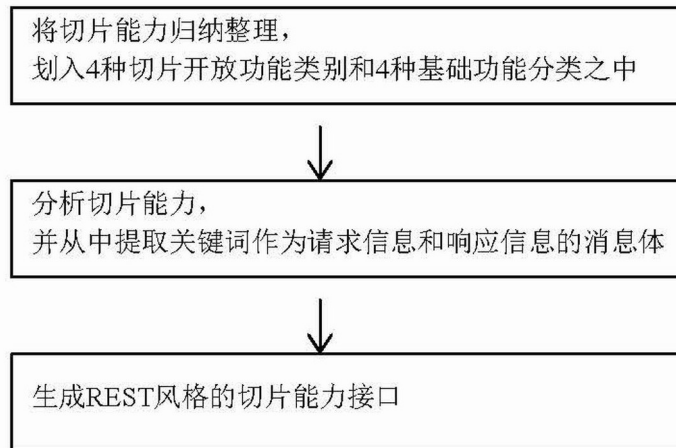 将切片能力归纳整理，
划入4种切片开放功能类别和4种基础功能分类之中
分析切片能力，
并从中提取关键词作为请求信息和响应信息的消息体
生成REST风格的切片能力接口